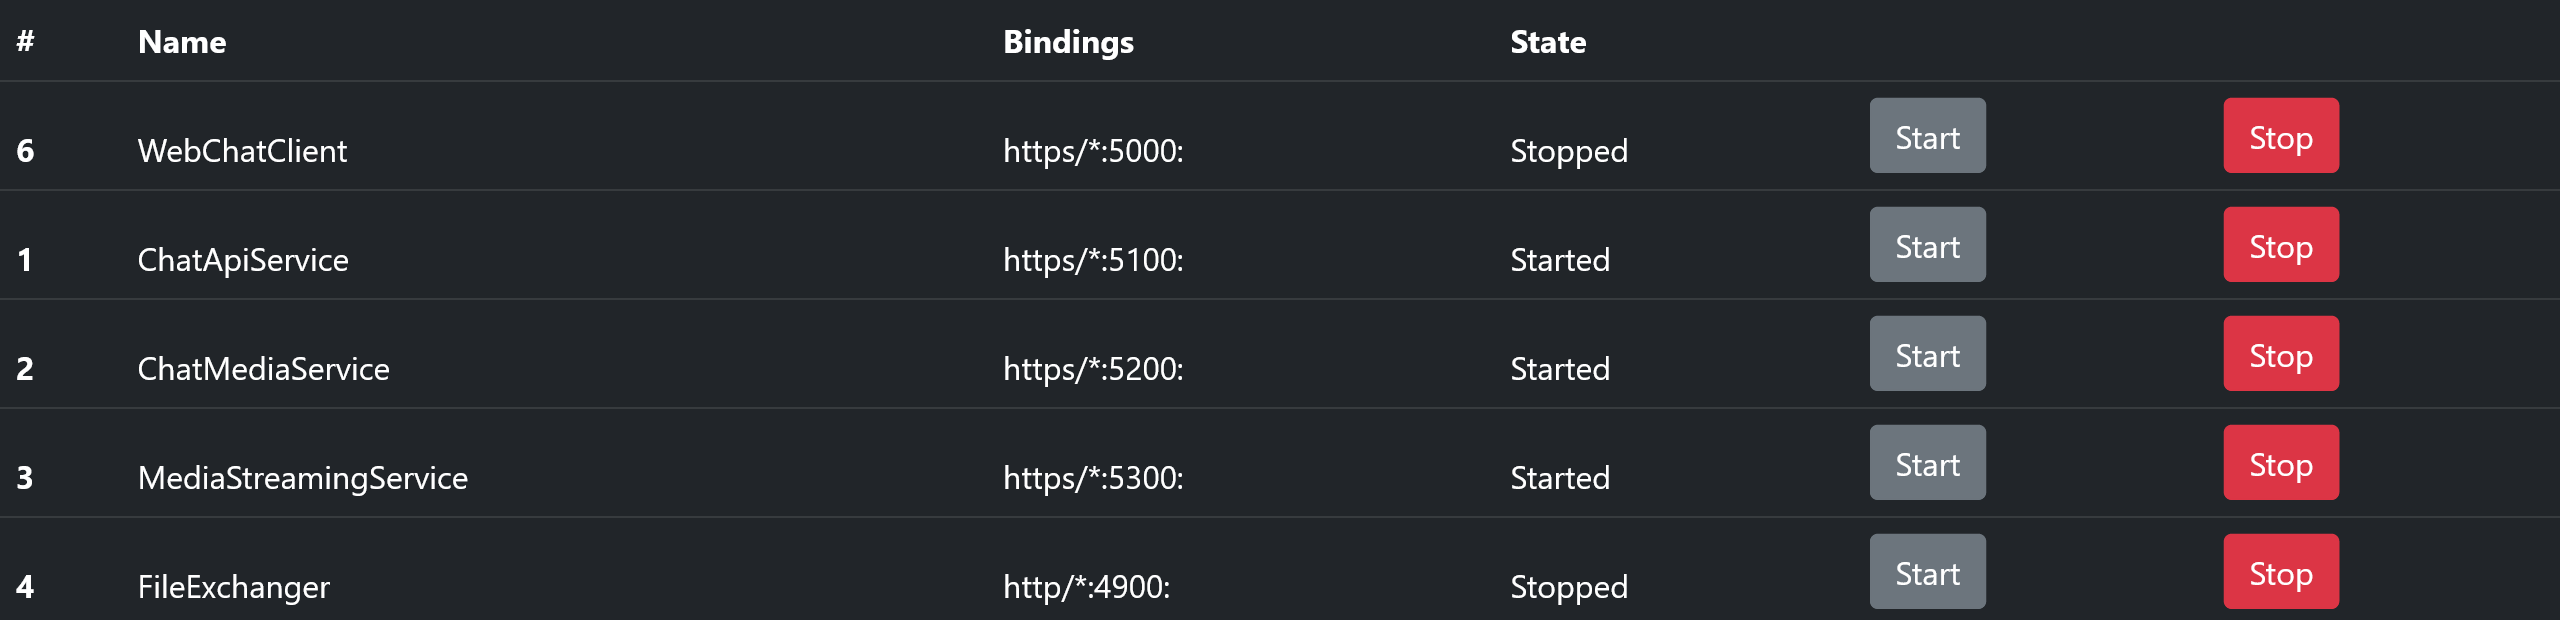 # Name Bindings State
6 WebChatClient https/*:5000: Stopped Start Stop
1 ChatApiService https/*:5100: Started Start Stop
2 ChatMediaService https/*:5200: Started Start Stop
3 MediaStreamingService https/*:5300: Started Start Stop
4 FileExchanger http/*:4900: Stopped Start Stop